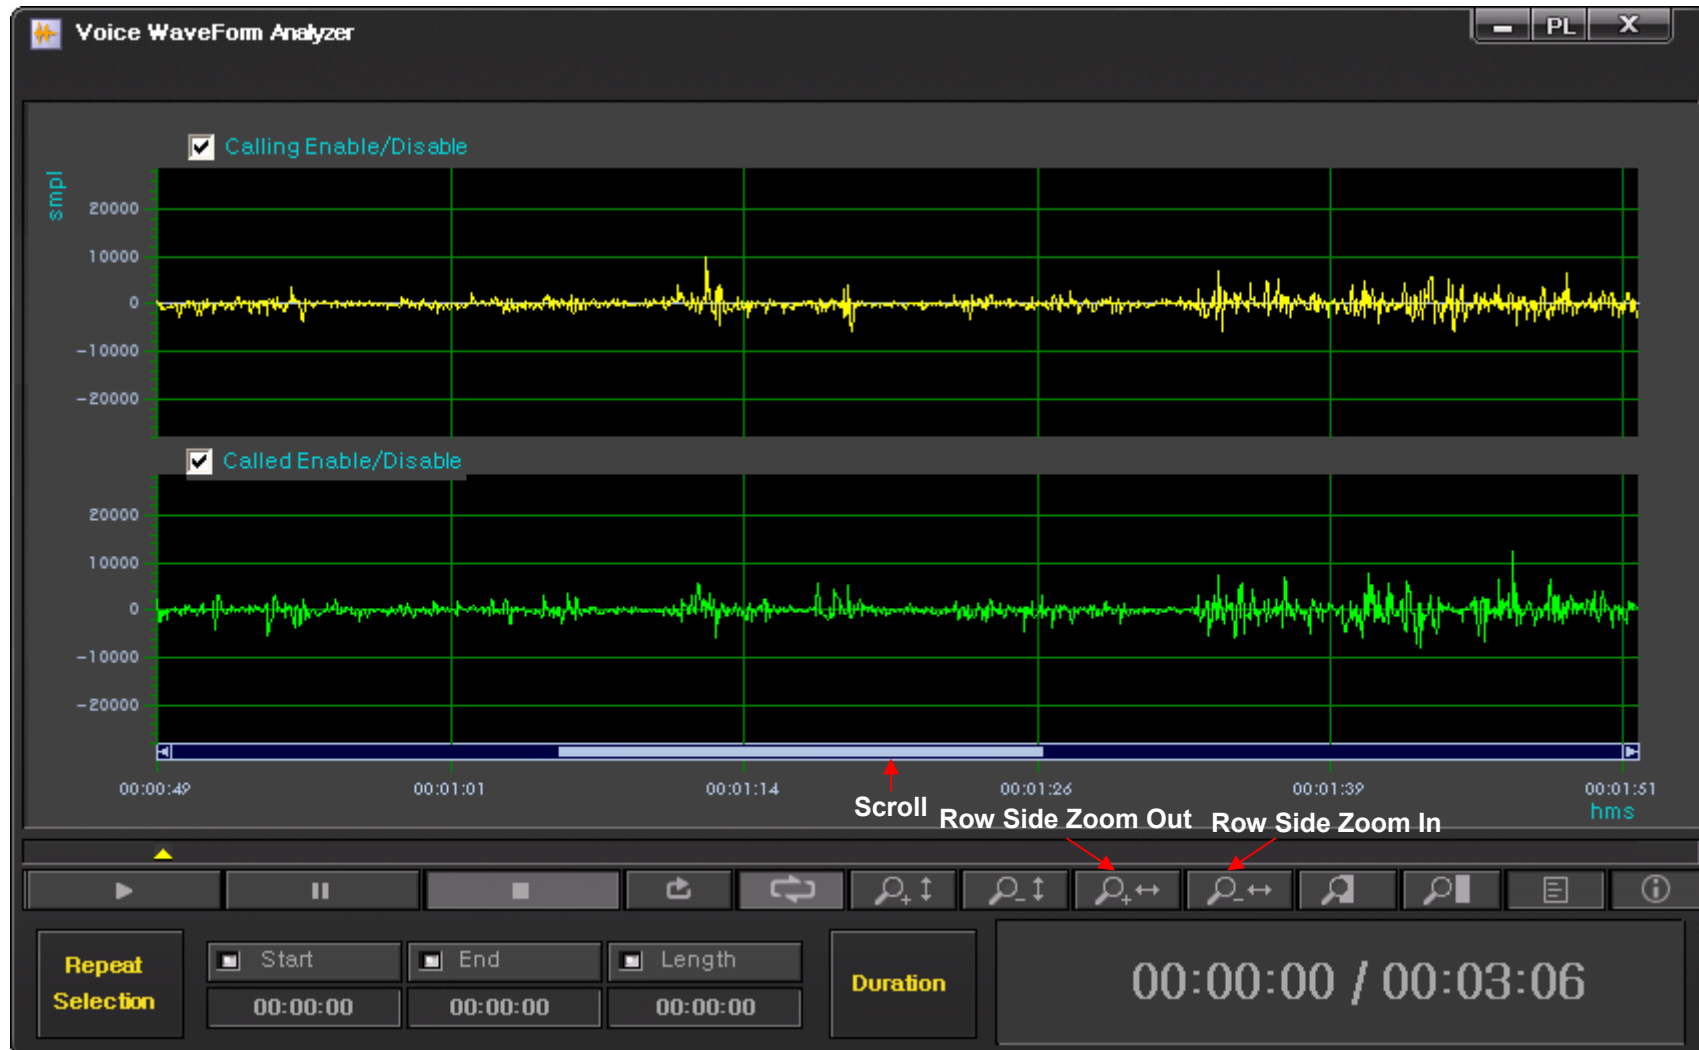 Voice WaveForm Analyzer
PL X
Calling Enable/Disable
smpl
20000
10000
0
-10000
-20000
Called Enable/Disable
20000
10000
0
-10000
-20000
00:00:49 00:01:01 00:01:14 00:01:26 00:01:39 00:01:51
hms
Scroll Row Side Zoom Out Row Side Zoom In
Repeat Selection
Start End Length
00:00:00 00:00:00 00:00:00
Duration
00:00:00 / 00:03:06